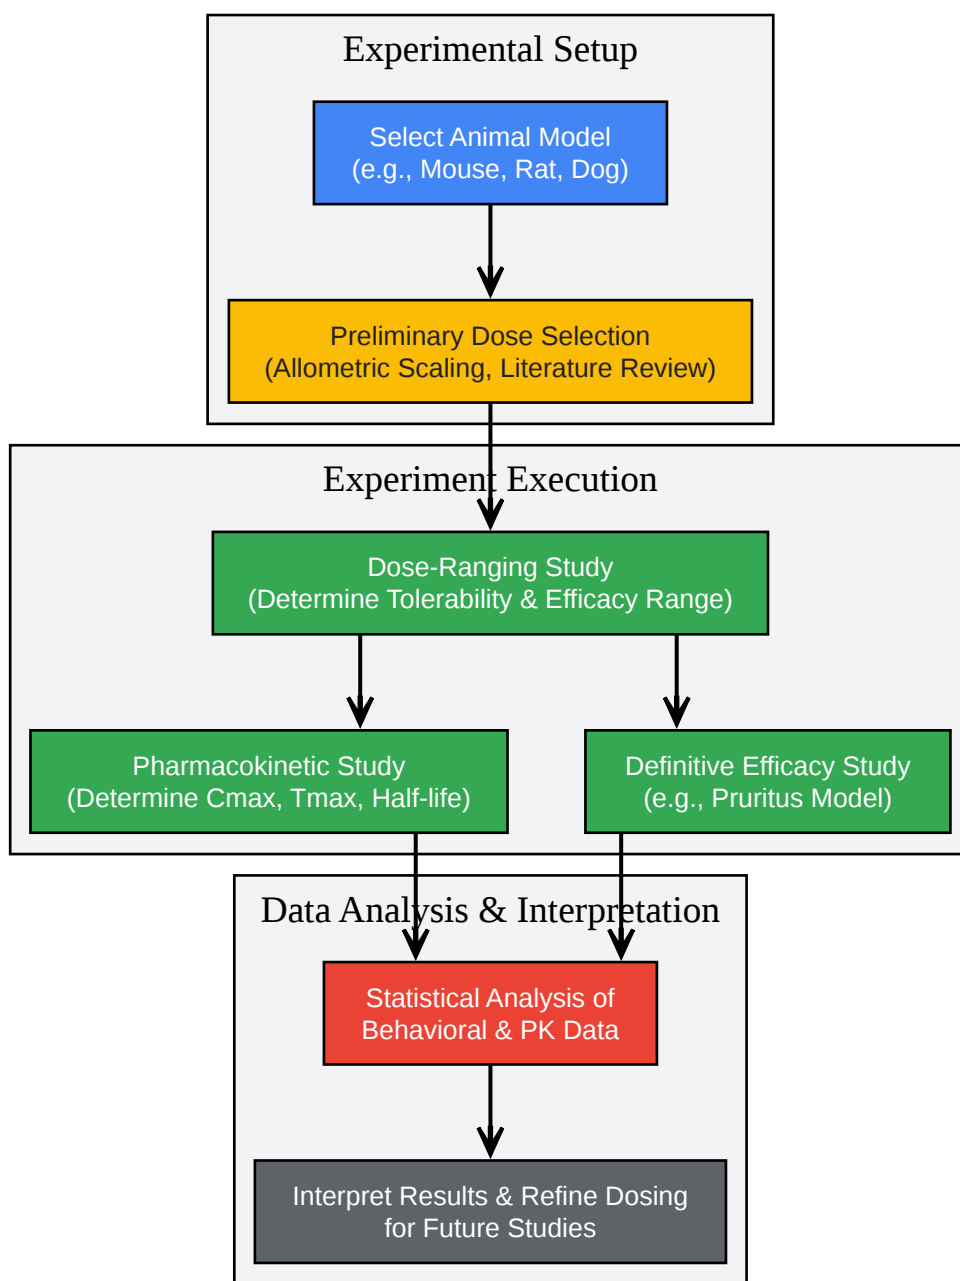 Experimental Setup
Select Animal Model
(e.g., Mouse, Rat, Dog)
Preliminary Dose Selection
(Allometric Scaling, Literature Review)
Experiment Execution
Dose-Ranging Study
(Determine Tolerability & Efficacy Range)
Pharmacokinetic Study
(Determine Cmax, Tmax, Half-life)
Definitive Efficacy Study
(e.g., Pruritus Model)
Data Analysis & Interpretation
Statistical Analysis of
Behavioral & PK Data
Interpret Results & Refine Dosing
for Future Studies